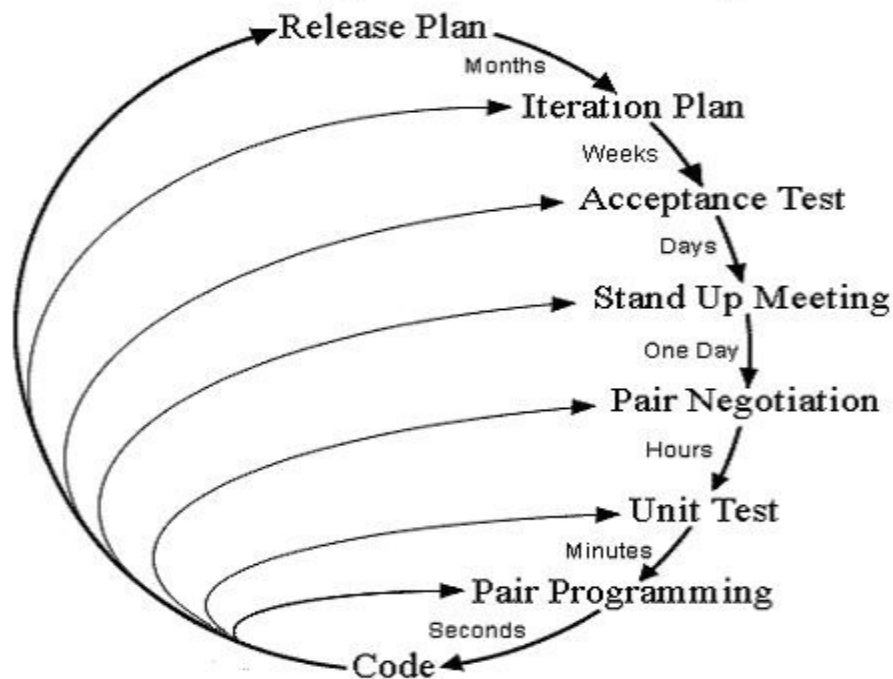 Release Plan
Months
Iteration Plan
Weeks
Acceptance Test
Days
Stand Up Meeting
One Day
Pair Negotiation
Hours
Unit Test
Minutes
Pair Programming
Seconds
Code